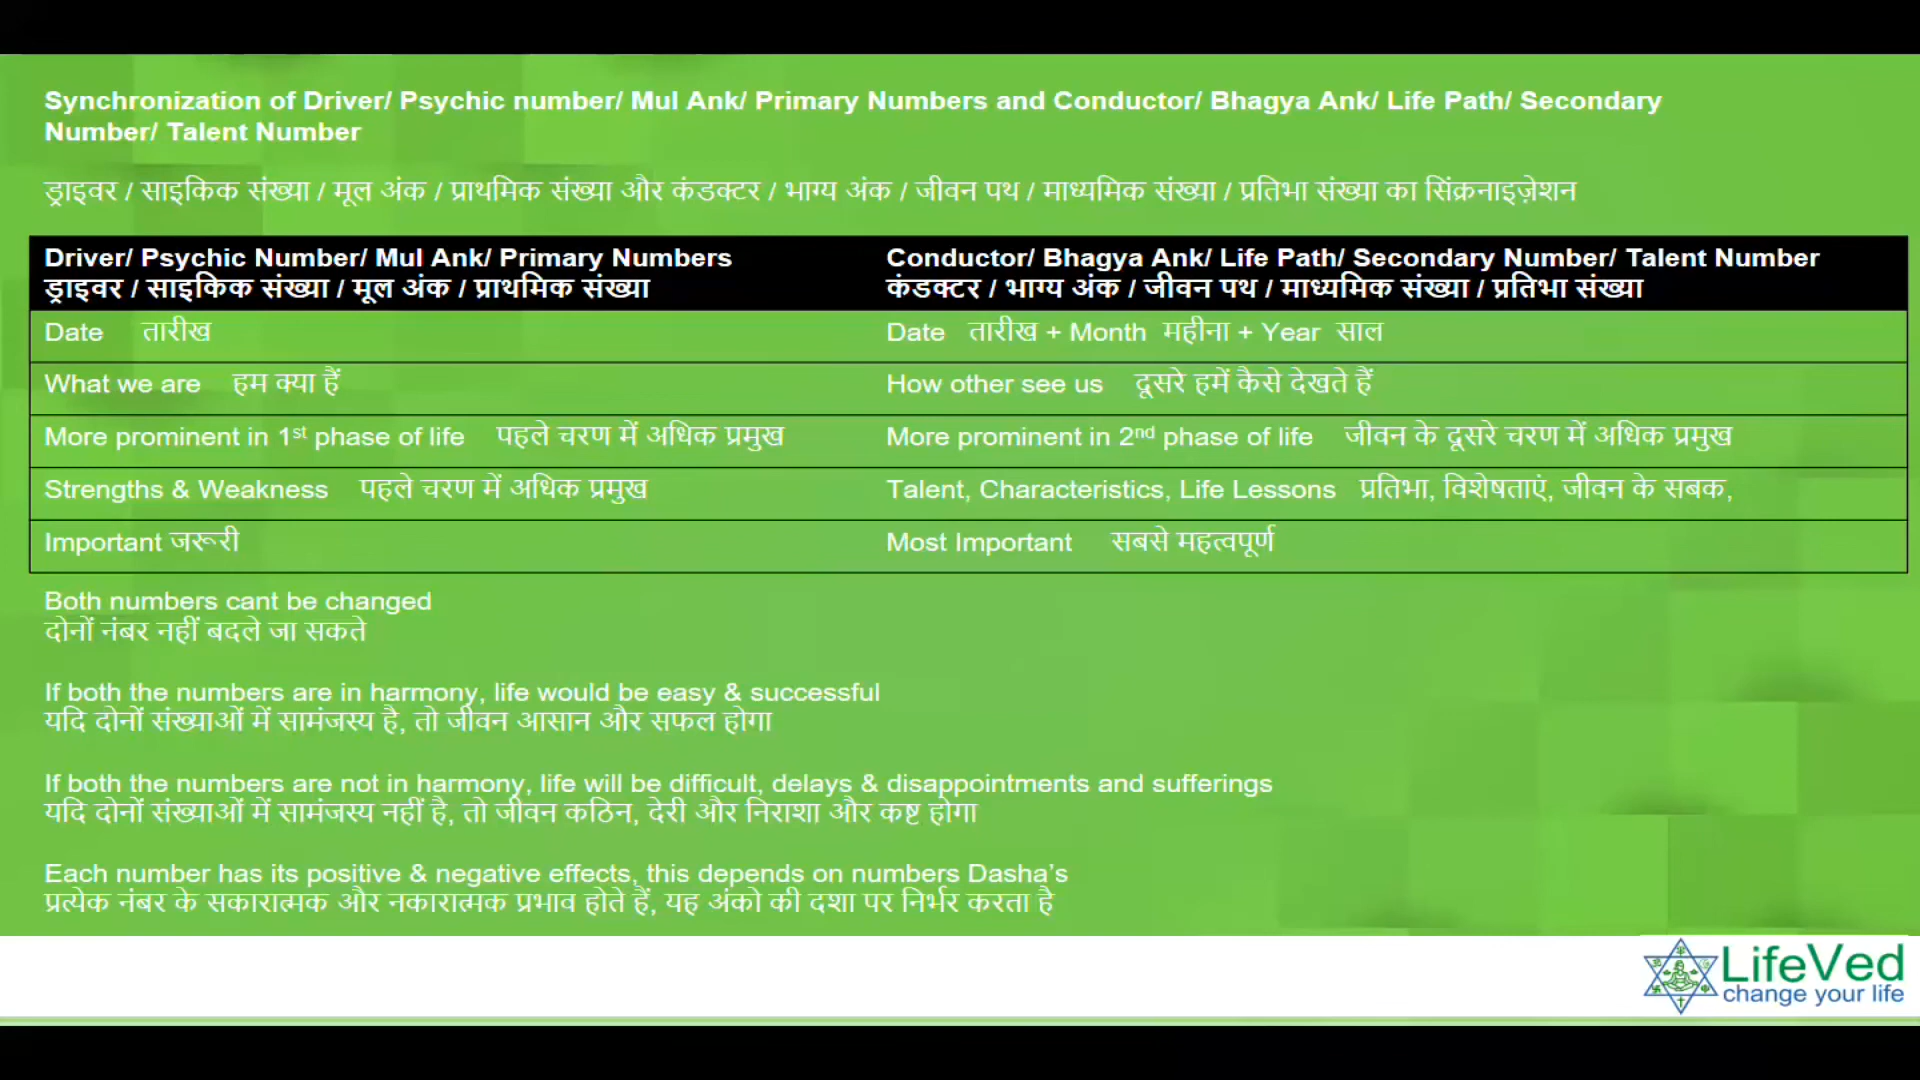 Synchronization of Driver/ Psychic number/ Mul Ank/ Primary Numbers and Conductor/ Bhagya Ank/ Life Path/ Secondary
Number/ Talent Number
ड्राइवर / साइकिक संख्या / मूल अंक / प्राथमिक संख्या और कंडक्टर / भाग्य अंक / जीवन पथ / माध्यमिक संख्या / प्रतिभा संख्या का सिंक्रनाइज़ेशन
Driver/ Psychic Number/ Mul Ank/ Primary Numbers Conductor/ Bhagya Ank/ Life Path/ Secondary Number/ Talent Number
ड्राइवर / साइकिक संख्या / मूल अंक / प्राथमिक संख्या कंडक्टर / भाग्य अंक / जीवन पथ / माध्यमिक संख्या / प्रतिभा संख्या
Date तारीख Date तारीख + Month महीना + Year साल
What we are हम क्या हैं How other see us दूसरे हमें कैसे देखते हैं
More prominent in 1st phase of life पहले चरण में अधिक प्रमुख More prominent in 2nd phase of life जीवन के दूसरे चरण में अधिक प्रमुख
Strengths & Weakness पहले चरण में अधिक प्रमुख Talent, Characteristics, Life Lessons प्रतिभा, विशेषताएं, जीवन के सबक,
Important जरूरी Most Important सबसे महत्वपूर्ण
Both numbers cant be changed
दोनों नंबर नहीं बदले जा सकते
If both the numbers are in harmony, life would be easy & successful
यदि दोनों संख्याओं में सामंजस्य है, तो जीवन आसान और सफल होगा
If both the numbers are not in harmony, life will be difficult, delays & disappointments and sufferings
यदि दोनों संख्याओं में सामंजस्य नहीं है, तो जीवन कठिन, देरी और निराशा और कष्ट होगा
Each number has its positive & negative effects, this depends on numbers Dasha’s
प्रत्येक नंबर के सकारात्मक और नकारात्मक प्रभाव होते हैं, यह अंको की दशा पर निर्भर करता है
LifeVed
change your life